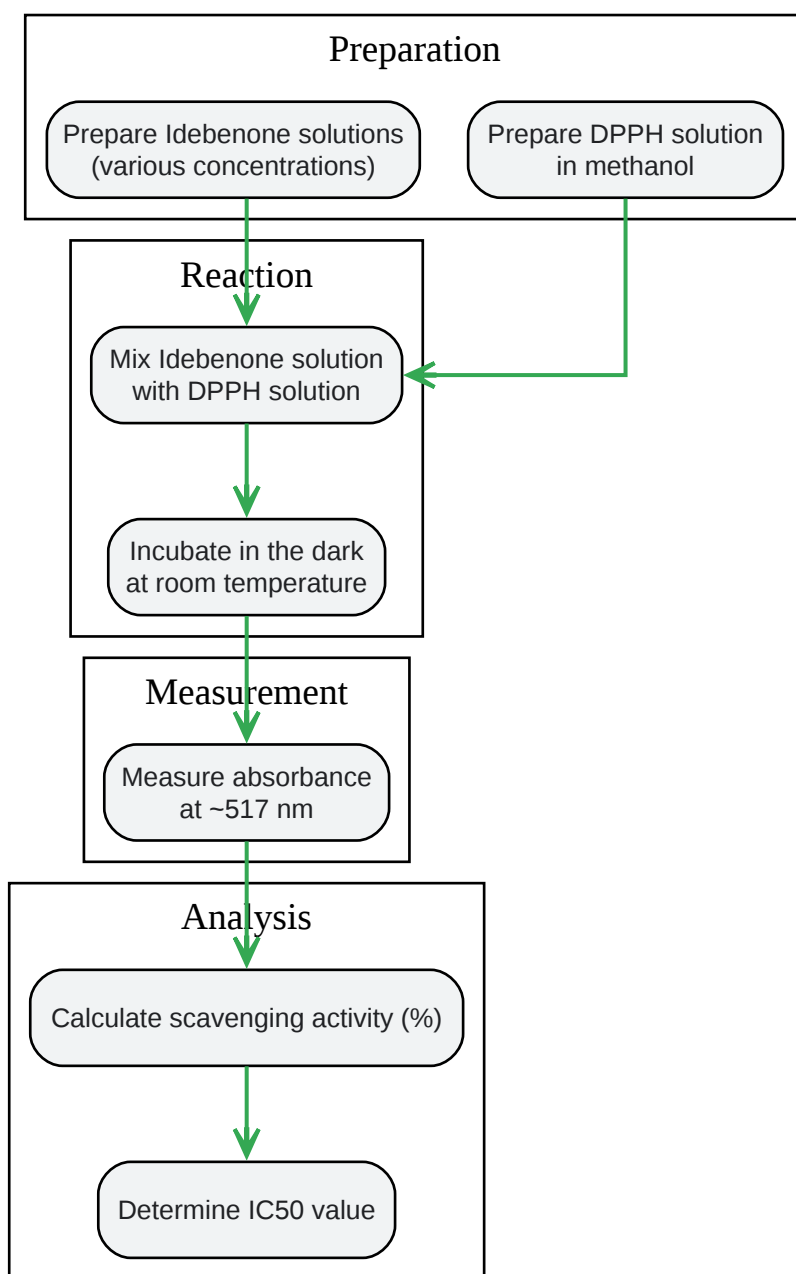 Preparation
Prepare Idebenone solutions
(various concentrations)
Prepare DPPH solution
in methanol
Reaction
Mix Idebenone solution
with DPPH solution
Incubate in the dark
at room temperature
Measurement
Measure absorbance
at ~517 nm
Analysis
Calculate scavenging activity (%)
Determine IC50 value